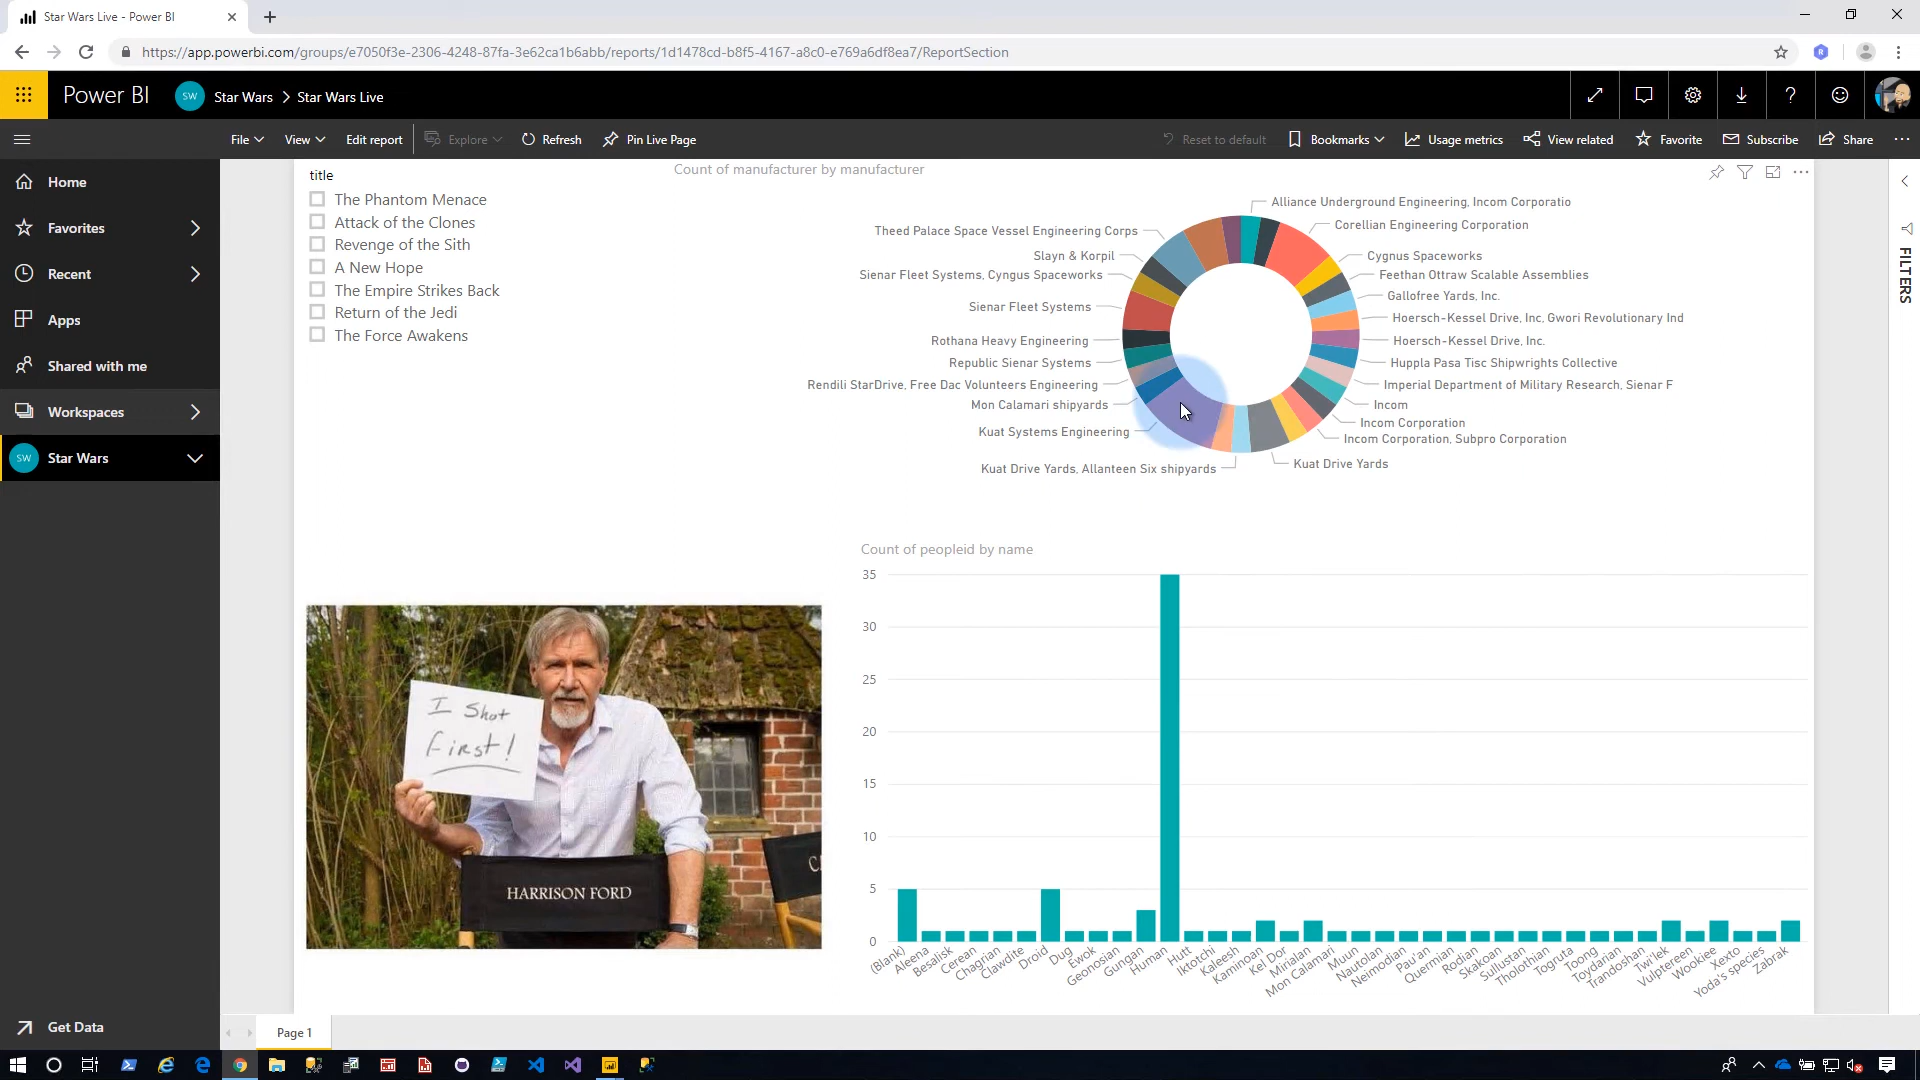 Star Wars Live - Power BI
https://app.powerbi.com/groups/e7050f3e-2306-4248-87fa-3e62ca1b6abb/reports/1d1478cd-b8f5-4167-a8c0-e769a6df8ea7/ReportSection
R
Power BI
SW
Star Wars > Star Wars Live
File
View
Edit report
Explore
Refresh
Pin Live Page
Reset to default
Bookmarks
Usage metrics
View related
Favorite
Subscribe
Share
Home
Favorites
Recent
Apps
Shared with me
Workspaces
SW
Star Wars
Get Data
title
The Phantom Menace
Attack of the Clones
Revenge of the Sith
A New Hope
The Empire Strikes Back
Return of the Jedi
The Force Awakens
Count of manufacturer by manufacturer
Alliance Underground Engineering, Incom Corporatio
Corellian Engineering Corporation
Cygnus Spaceworks
Feethan Ottraw Scalable Assemblies
Gallofree Yards, Inc.
Hoersch-Kessel Drive, Inc, Gwori Revolutionary Ind
Hoersch-Kessel Drive, Inc.
Huppla Pasa Tisc Shipwrights Collective
Imperial Department of Military Research, Sienar F
Incom
Incom Corporation
Incom Corporation, Subpro Corporation
Kuat Drive Yards
Kuat Drive Yards, Allanteen Six shipyards
Kuat Systems Engineering
Mon Calamari shipyards
Rendili StarDrive, Free Dac Volunteers Engineering
Republic Sienar Systems
Rothana Heavy Engineering
Sienar Fleet Systems
Sienar Fleet Systems, Cyngus Spaceworks
Slayn & Korpil
Theed Palace Space Vessel Engineering Corps
FILTERS
I Shot
First!
HARRISON FORD
CA
Count of peopleid by name
35
30
25
20
15
10
5
0
(Blank)
Aleena
Besalisk
Cerean
Chagrian
Clawdite
Droid
Dug
Ewok
Geonosian
Gungan
Human
Hutt
Iktotchi
Kaleesh
Kaminoan
Kel Dor
Mirialan
Mon Calamari
Muun
Nautolan
Neimodian
Pau'an
Quermian
Rodian
Skakoan
Sullustan
Tholothian
Togruta
Toong
Toydarian
Trandoshan
Twi'lek
Vulptereen
Wookiee
Xexto
Yoda's species
Zabrak
Page 1